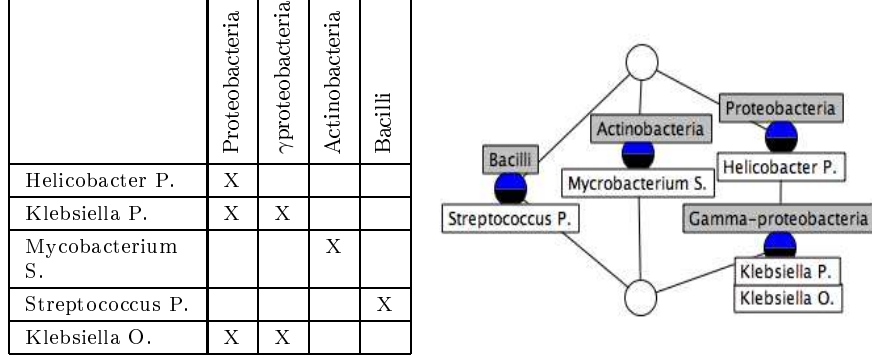 Proteobacteria
γproteobacteria
Actinobacteria
Bacilli
Helicobacter P. X
Klebsiella P. X X
Mycobacterium X
S.
Streptococcus P. X
Klebsiella O. X X
Proteobacteria
Actinobacteria
Bacilli
Helicobacter P.
Mycrobacterium S.
Streptococcus P.
Gamma-proteobacteria
Klebsiella P.
Klebsiella O.